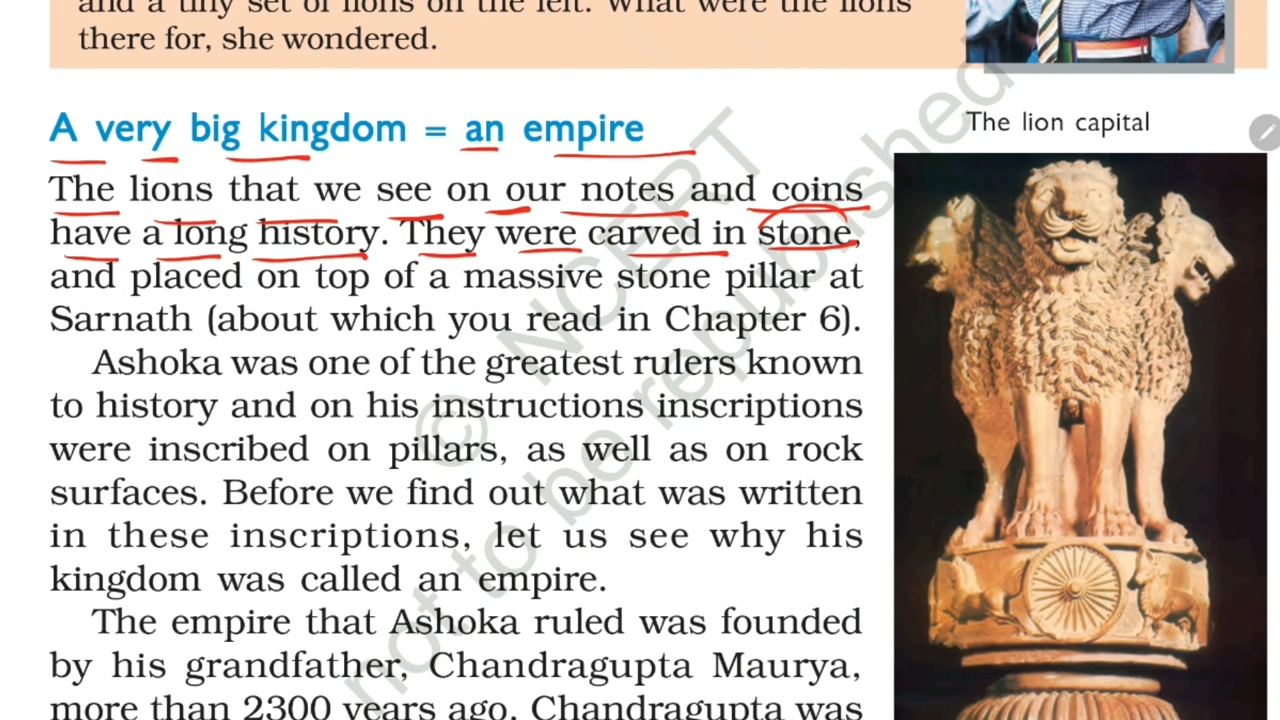 and a tiny set of lions on the left. What were the lions
there for, she wondered.
A very big kingdom = an empire
The lions that we see on our notes and coins
have a long history. They were carved in stone,
and placed on top of a massive stone pillar at
Sarnath (about which you read in Chapter 6).
Ashoka was one of the greatest rulers known
to history and on his instructions inscriptions
were inscribed on pillars, as well as on rock
surfaces. Before we find out what was written
in these inscriptions, let us see why his
kingdom was called an empire.
The empire that Ashoka ruled was founded
by his grandfather, Chandragupta Maurya,
more than 2300 years ago. Chandragupta was
The lion capital
© NCERT
not to be republished